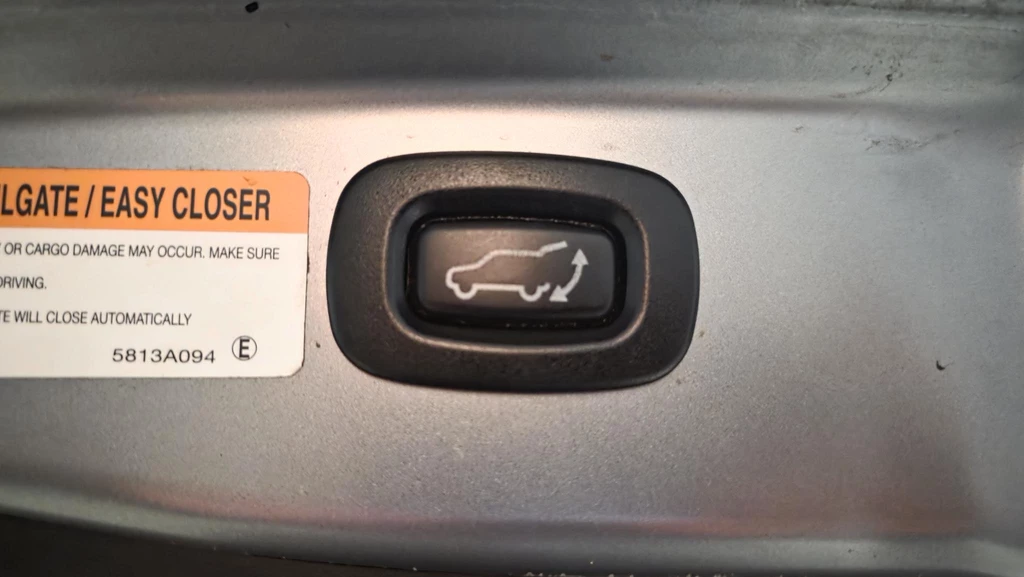 LGATE / EASY CLOSER
OR CARGO DAMAGE MAY OCCUR. MAKE SURE
DRIVING.
TE WILL CLOSE AUTOMATICALLY
5813A094 E